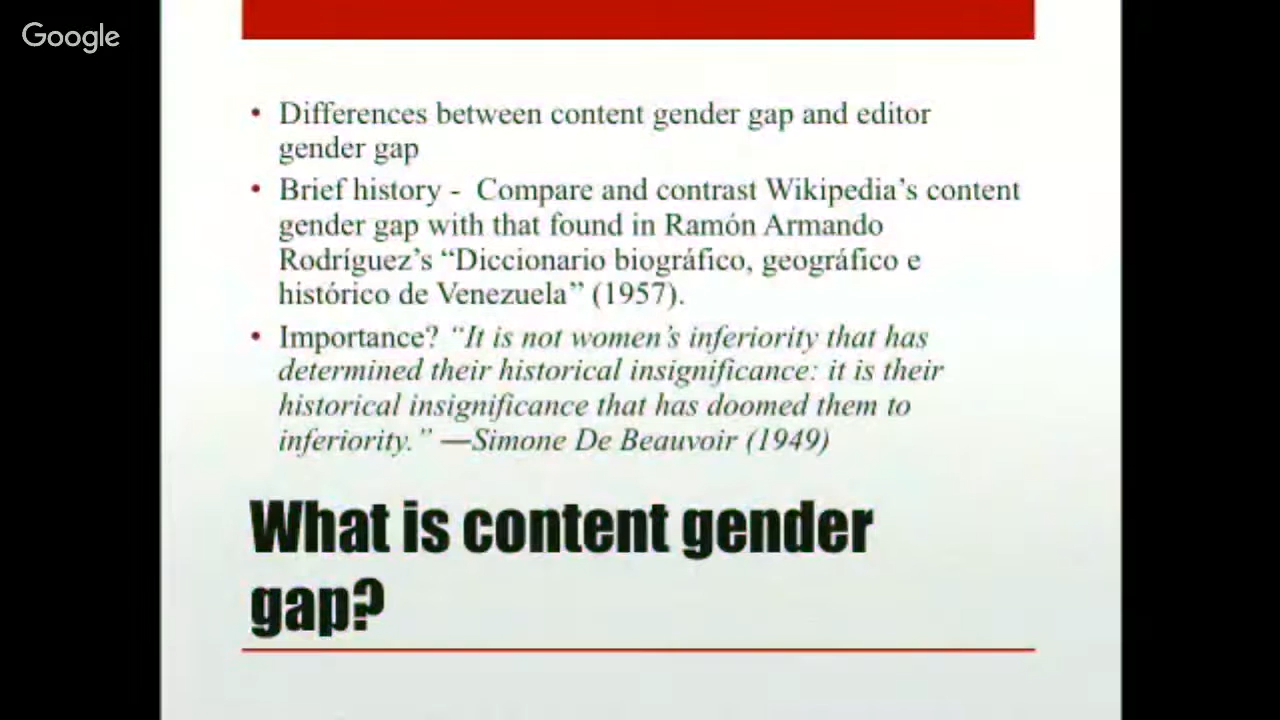 Google
• Differences between content gender gap and editor
gender gap
• Brief history -  Compare and contrast Wikipedia’s content
gender gap with that found in Ramón Armando
Rodríguez’s “Diccionario biográfico, geográfico e
histórico de Venezuela” (1957).
• Importance? “It is not women’s inferiority that has
determined their historical insignificance: it is their
historical insignificance that has doomed them to
inferiority.” —Simone De Beauvoir (1949)
What is content gender
gap?